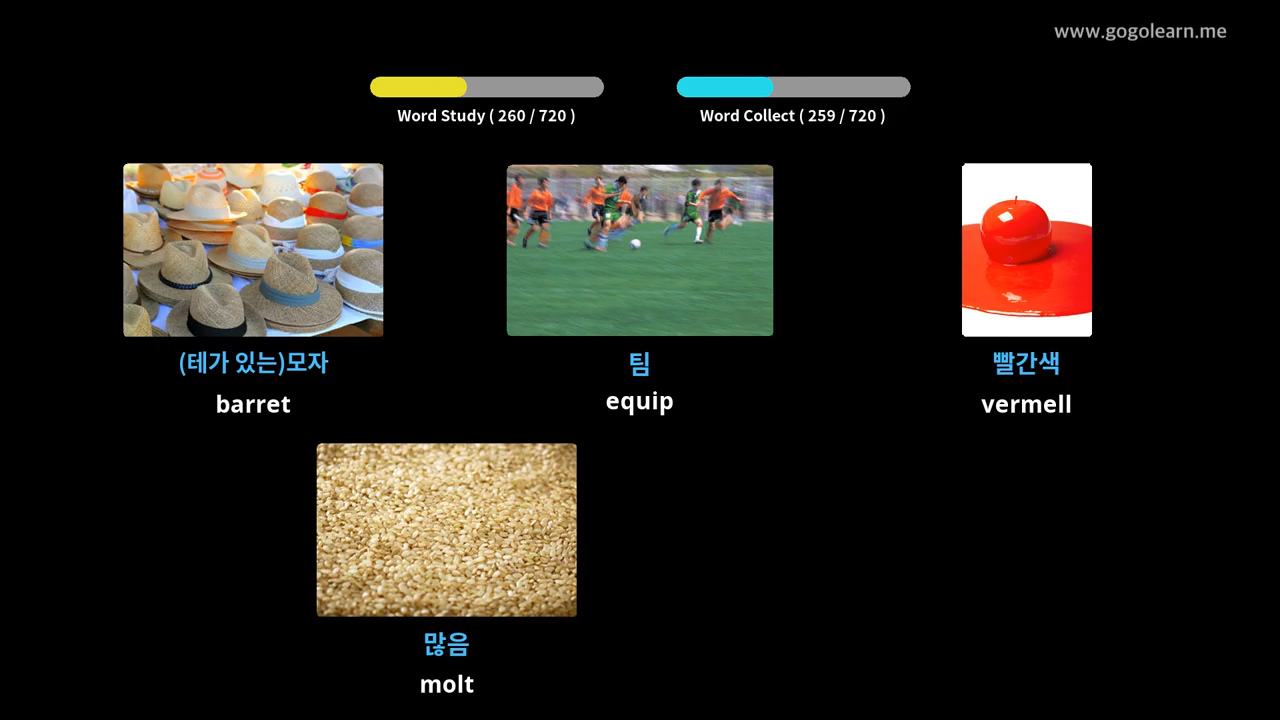 www.gogolearn.me
Word Study ( 260 / 720 )
Word Collect ( 259 / 720 )
(테가 있는)모자
barret
팀
equip
빨간색
vermell
많음
molt